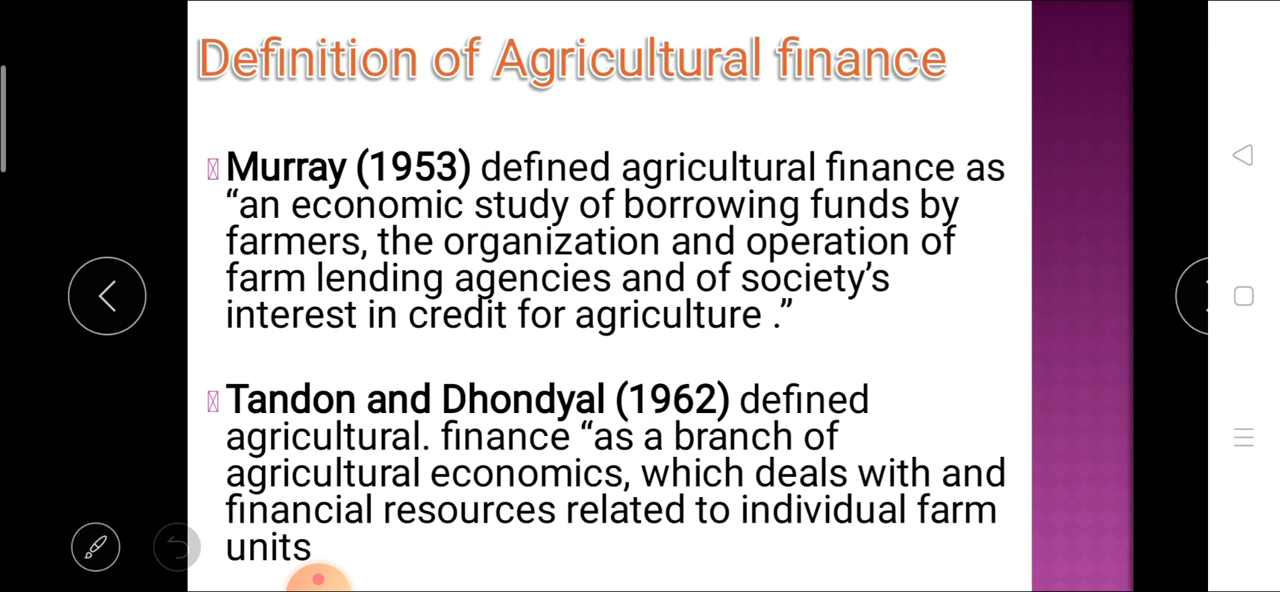 Definition of Agricultural finance
Murray (1953) defined agricultural finance as
“an economic study of borrowing funds by
farmers, the organization and operation of
farm lending agencies and of society’s
interest in credit for agriculture .”
Tandon and Dhondyal (1962) defined
agricultural. finance “as a branch of
agricultural economics, which deals with and
financial resources related to individual farm
units